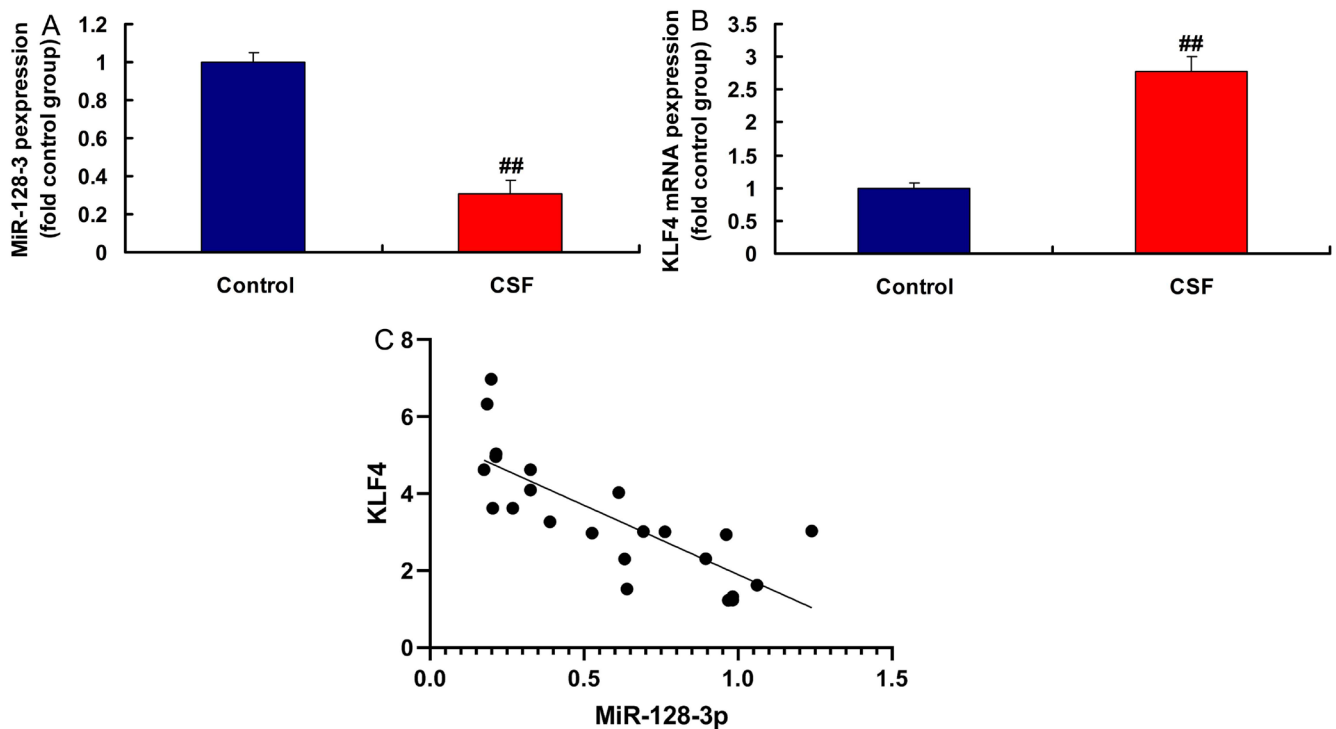 A
MiR-128-3 pexpression
(fold control group)
1.2
1
0.8
0.6
0.4
0.2
0
##
Control
CSF
B
KLF4 mRNA pexpression
(fold control group)
3.5
3
2.5
2
1.5
1
0.5
0
##
Control
CSF
C
KLF4
8
6
4
2
0
0.0
0.5
1.0
1.5
MiR-128-3p